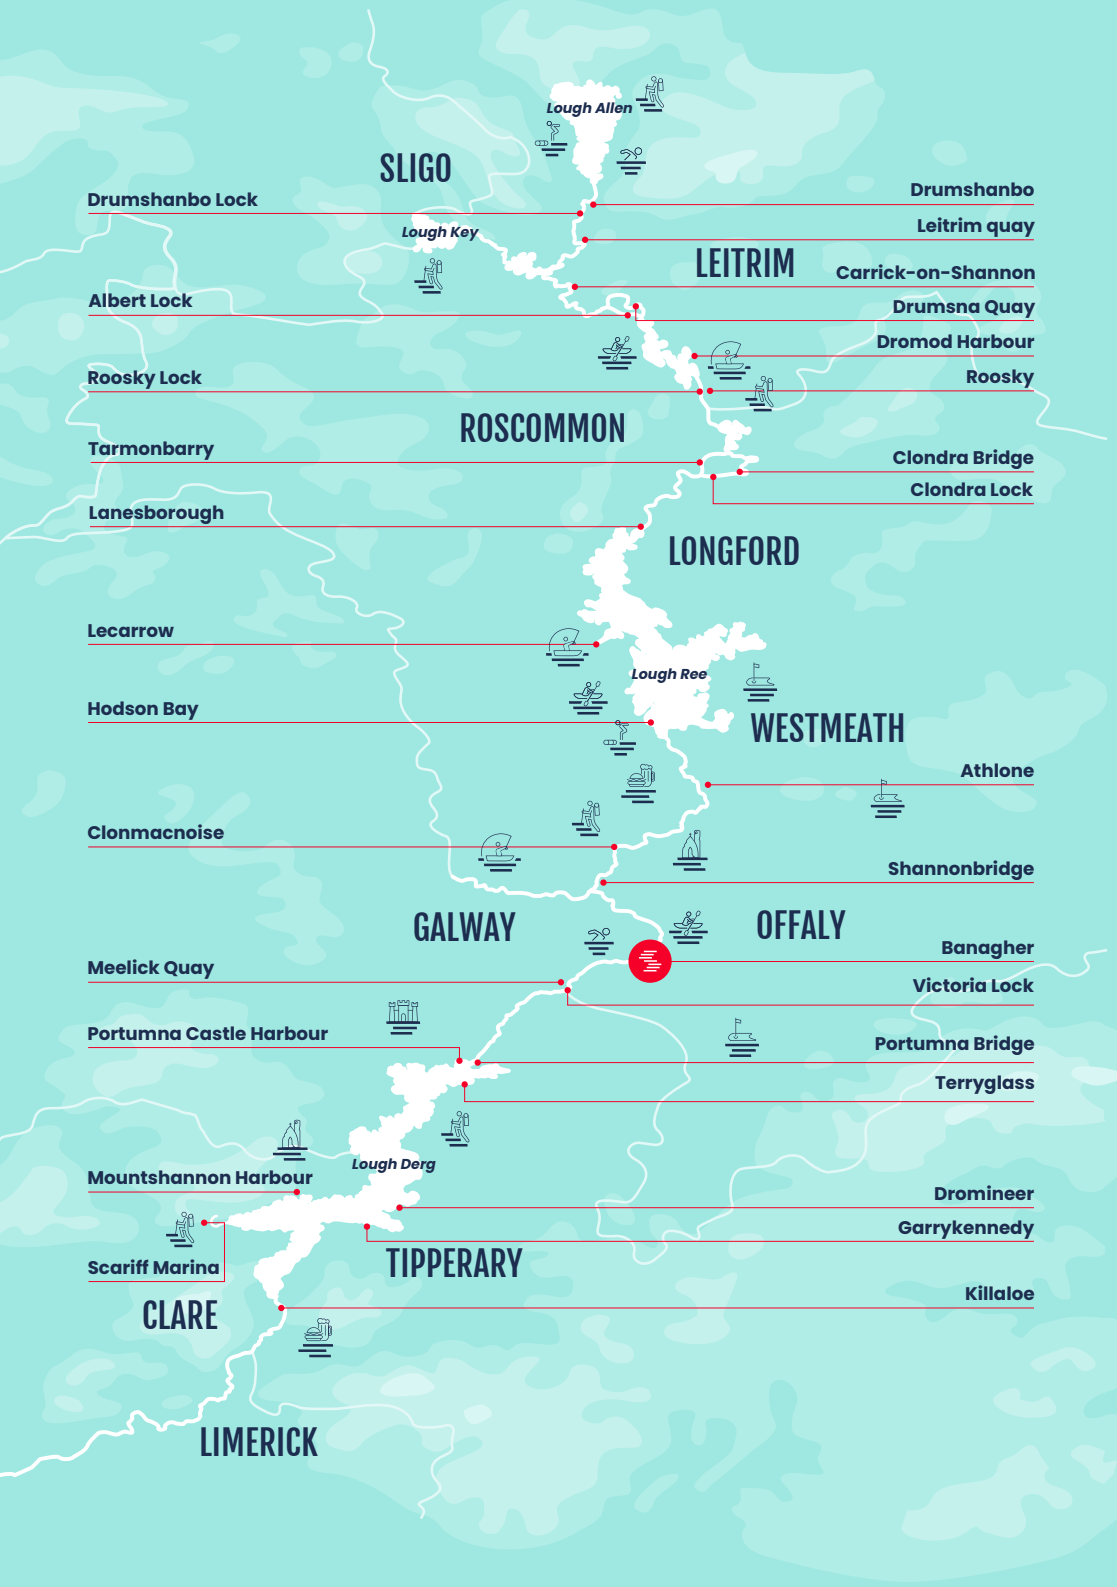 Lough Allen
SLIGO
Drumshanbo Lock
Drumshanbo
Leitrim quay
Lough Key
LEITRIM
Carrick-on-Shannon
Albert Lock
Drumsna Quay
Dromod Harbour
Roosky Lock
Roosky
ROSCOMMON
Tarmonbarry
Clondra Bridge
Clondra Lock
Lanesborough
LONGFORD
Lecarrow
Lough Ree
Hodson Bay
WESTMEATH
Athlone
Clonmacnoise
Shannonbridge
GALWAY
OFFALY
Banagher
Meelick Quay
Victoria Lock
Portumna Castle Harbour
Portumna Bridge
Terryglass
Lough Derg
Mountshannon Harbour
Dromineer
Garrykennedy
Scariff Marina
TIPPERARY
Killaloe
CLARE
LIMERICK